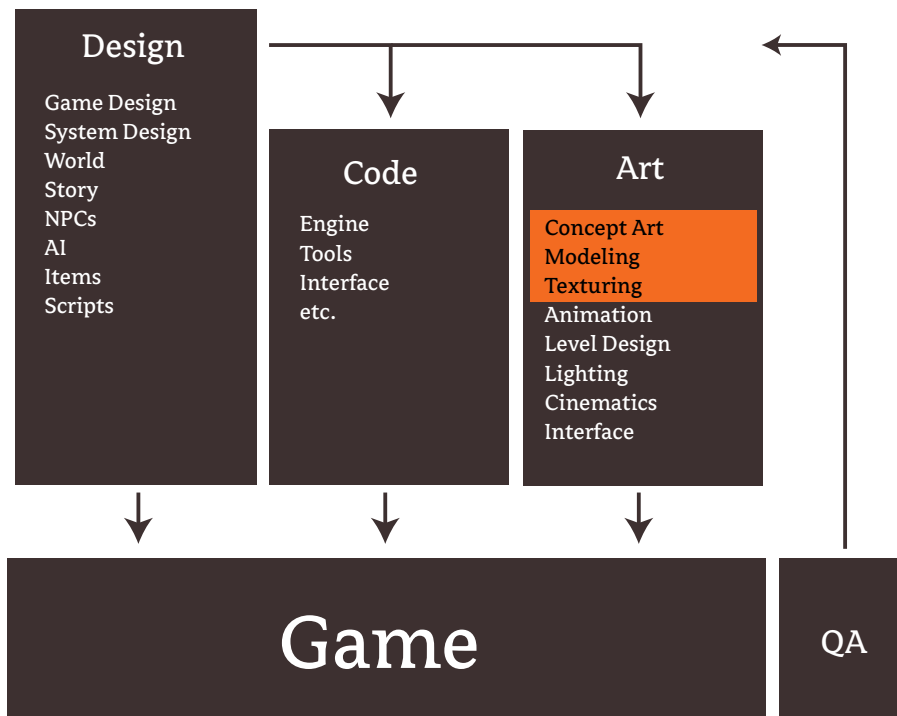 Design
Game Design
System Design
World
Story
NPCs
AI
Items
Scripts
Code
Engine
Tools
Interface
etc.
Art
Concept Art
Modeling
Texturing
Animation
Level Design
Lighting
Cinematics
Interface
Game
QA